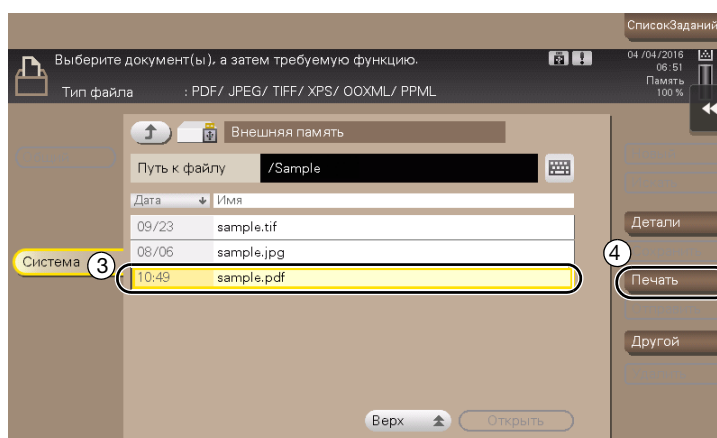 СписокЗаданий
Выберите документ(ы), а затем требуемую функцию.
04/04/2016
06:51
Память
100 %
Тип файла : PDF/ JPEG/ TIFF/ XPS/ OOXML/ PPML
Внешняя память
Путь к файлу /Sample
Дата Имя
09/23 sample.tif
08/06 sample.jpg
10:49 sample.pdf
Система
3
4
Детали
Печать
Другой
Верх
Открыть